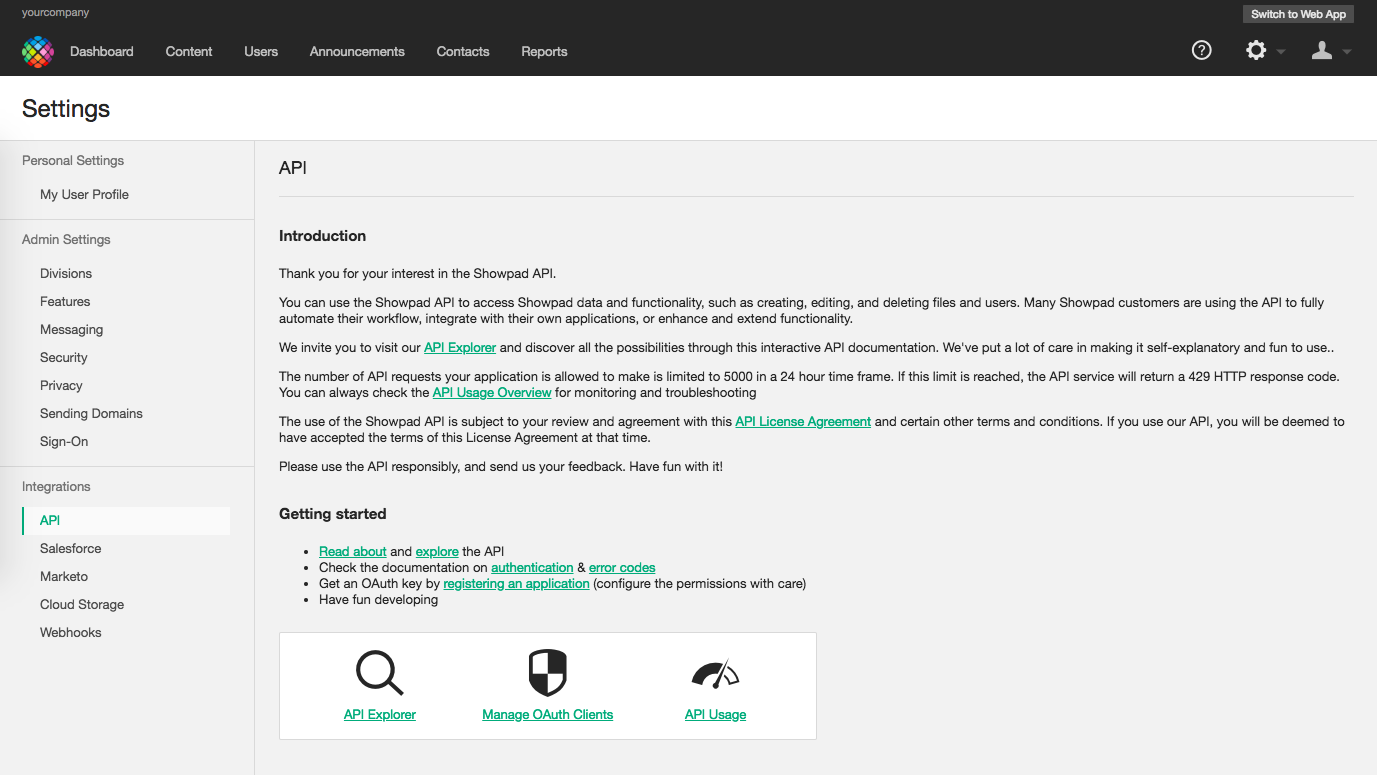 yourcompany
Switch to Web App
Dashboard Content Users Announcements Contacts Reports
Settings
Personal Settings
My User Profile
Admin Settings
Divisions
Features
Messaging
Security
Privacy
Sending Domains
Sign-On
Integrations
API
Salesforce
Marketo
Cloud Storage
Webhooks
API
Introduction
Thank you for your interest in the Showpad API.
You can use the Showpad API to access Showpad data and functionality, such as creating, editing, and deleting files and users. Many Showpad customers are using the API to fully
automate their workflow, integrate with their own applications, or enhance and extend functionality.
We invite you to visit our API Explorer and discover all the possibilities through this interactive API documentation. We've put a lot of care in making it self-explanatory and fun to use..
The number of API requests your application is allowed to make is limited to 5000 in a 24 hour time frame. If this limit is reached, the API service will return a 429 HTTP response code.
You can always check the API Usage Overview for monitoring and troubleshooting
The use of the Showpad API is subject to your review and agreement with this API License Agreement and certain other terms and conditions. If you use our API, you will be deemed to
have accepted the terms of this License Agreement at that time.
Please use the API responsibly, and send us your feedback. Have fun with it!
Getting started
• Read about and explore the API
• Check the documentation on authentication & error codes
• Get an OAuth key by registering an application (configure the permissions with care)
• Have fun developing
API Explorer
Manage OAuth Clients
API Usage